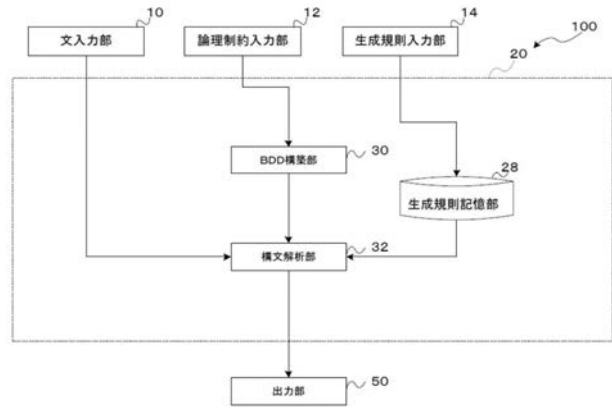 10
12
14
100
文入力部
論理制約入力部
生成規則入力部
20
BDD構築部
30
28
生成規則記憶部
32
構文解析部
出力部
50